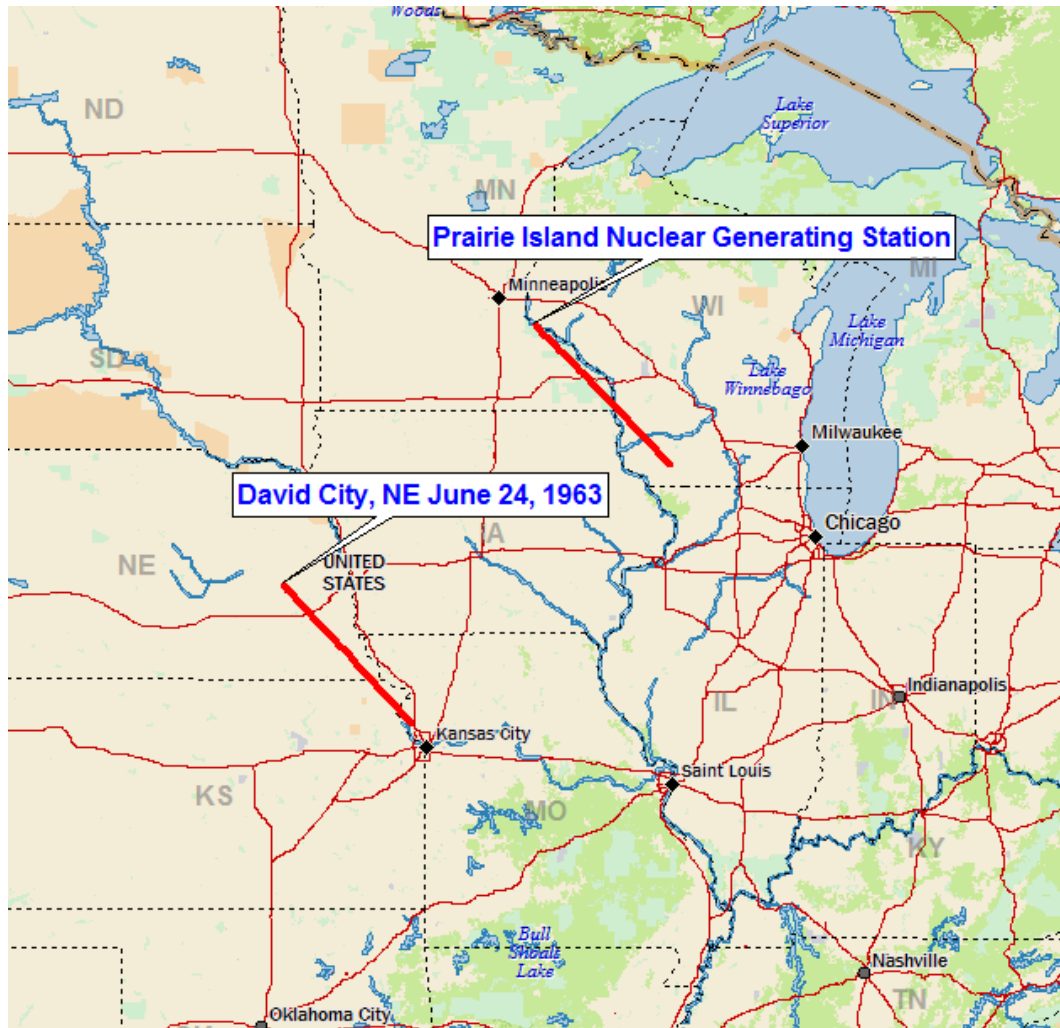 Woods
ND
Lake
Superior
MN
Prairie Island Nuclear Generating Station
MI
Minneapolis
WI
Lake
Michigan
SD
Lake
Winnebago
Milwaukee
David City, NE June 24, 1963
Chicago
IA
NE
UNITED
STATES
Indianapolis
IL
IN
Kansas City
Saint Louis
KS
MO
KY
Bull
Shoals
Lake
Nashville
TN
Oklahoma City